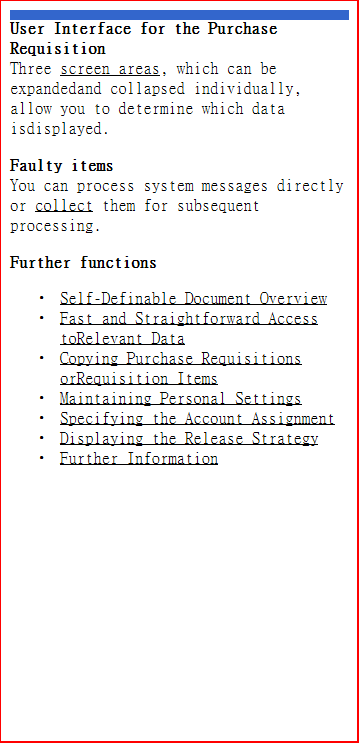 User Interface for the Purchase
Requisition
Three screen areas, which can be
expandedand collapsed individually,
allow you to determine which data
isdisplayed.
Faulty items
You can process system messages directly
or collect them for subsequent
processing.
Further functions
• Self-Definable Document Overview
• Fast and Straightforward Access
toRelevant Data
• Copying Purchase Requisitions
orRequisition Items
• Maintaining Personal Settings
• Specifying the Account Assignment
• Displaying the Release Strategy
• Further Information